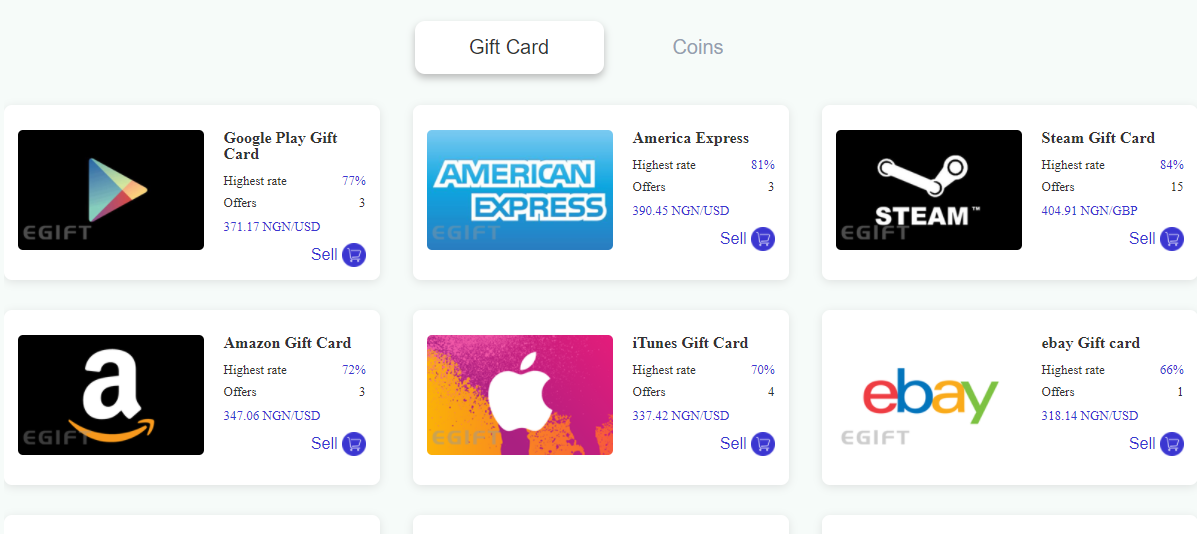 Gift Card
Coins
EGIFT
Google Play Gift
Card
Highest rate 77%
Offers 3
371.17 NGN/USD
Sell
AMERICAN
EXPRESS
EGIFT
America Express
Highest rate 81%
Offers 3
390.45 NGN/USD
Sell
STEAM™
EGIFT
Steam Gift Card
Highest rate 84%
Offers 15
404.91 NGN/GBP
Sell
a
EGIFT
Amazon Gift Card
Highest rate 72%
Offers 3
347.06 NGN/USD
Sell
EGIFT
iTunes Gift Card
Highest rate 70%
Offers 4
337.42 NGN/USD
Sell
ebay
EGIFT
ebay Gift card
Highest rate 66%
Offers 1
318.14 NGN/USD
Sell